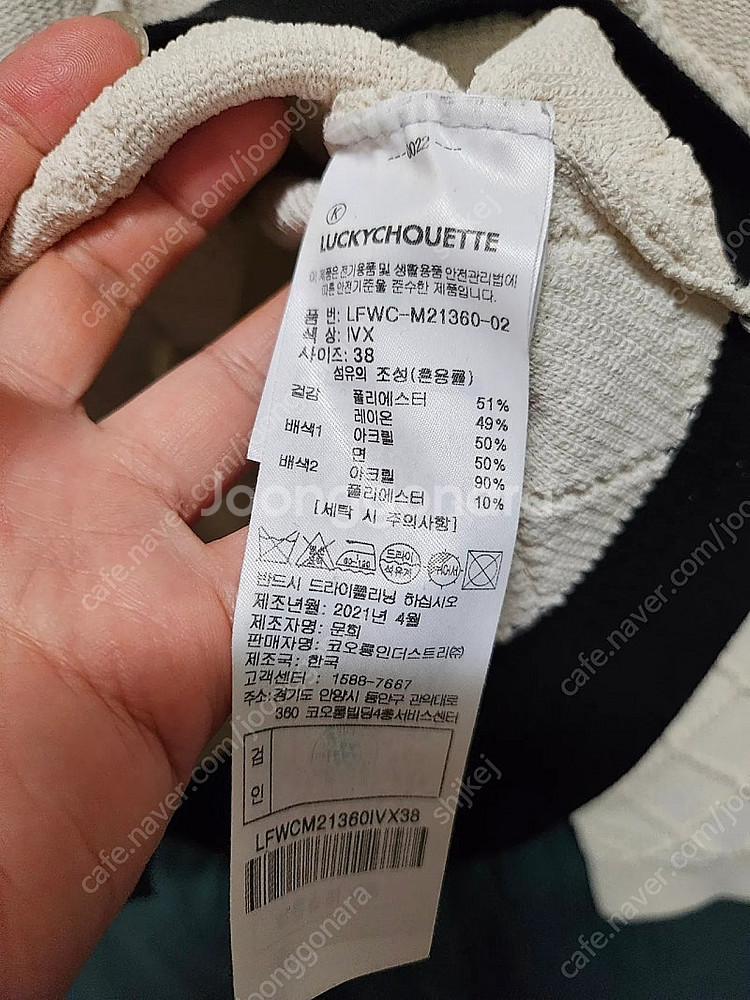 ---1022---
K
LUCKYCHOUETTE
이 제품은 전기용품 및 생활용품 안전관리법에
따른 안전기준을 준수한 제품입니다.
품 번: LFWC-M21360-02
색 상: IVX
사이즈: 38
섬유의 조성(혼용률)
겉감 폴리에스터 51%
레이온 49%
배색1 아크릴 50%
면 50%
배색2 아크릴 90%
폴리에스터 10%
[세탁 시 주의사항]
드라이
석유계
반드시 드라이클리닝 하십시오
제조년월: 2021년 4월
제조자명: 문희
판매자명: 코오롱인더스트리㈜
제조국: 한국
고객센터 : 1588-7667
주소: 경기도 안양시 동안구 관악대로
360 코오롱빌딩4층서비스센터
검
인
LFWCM21360IVX38
Joonggonara
cafe.naver.com/joonggonara
shjkej